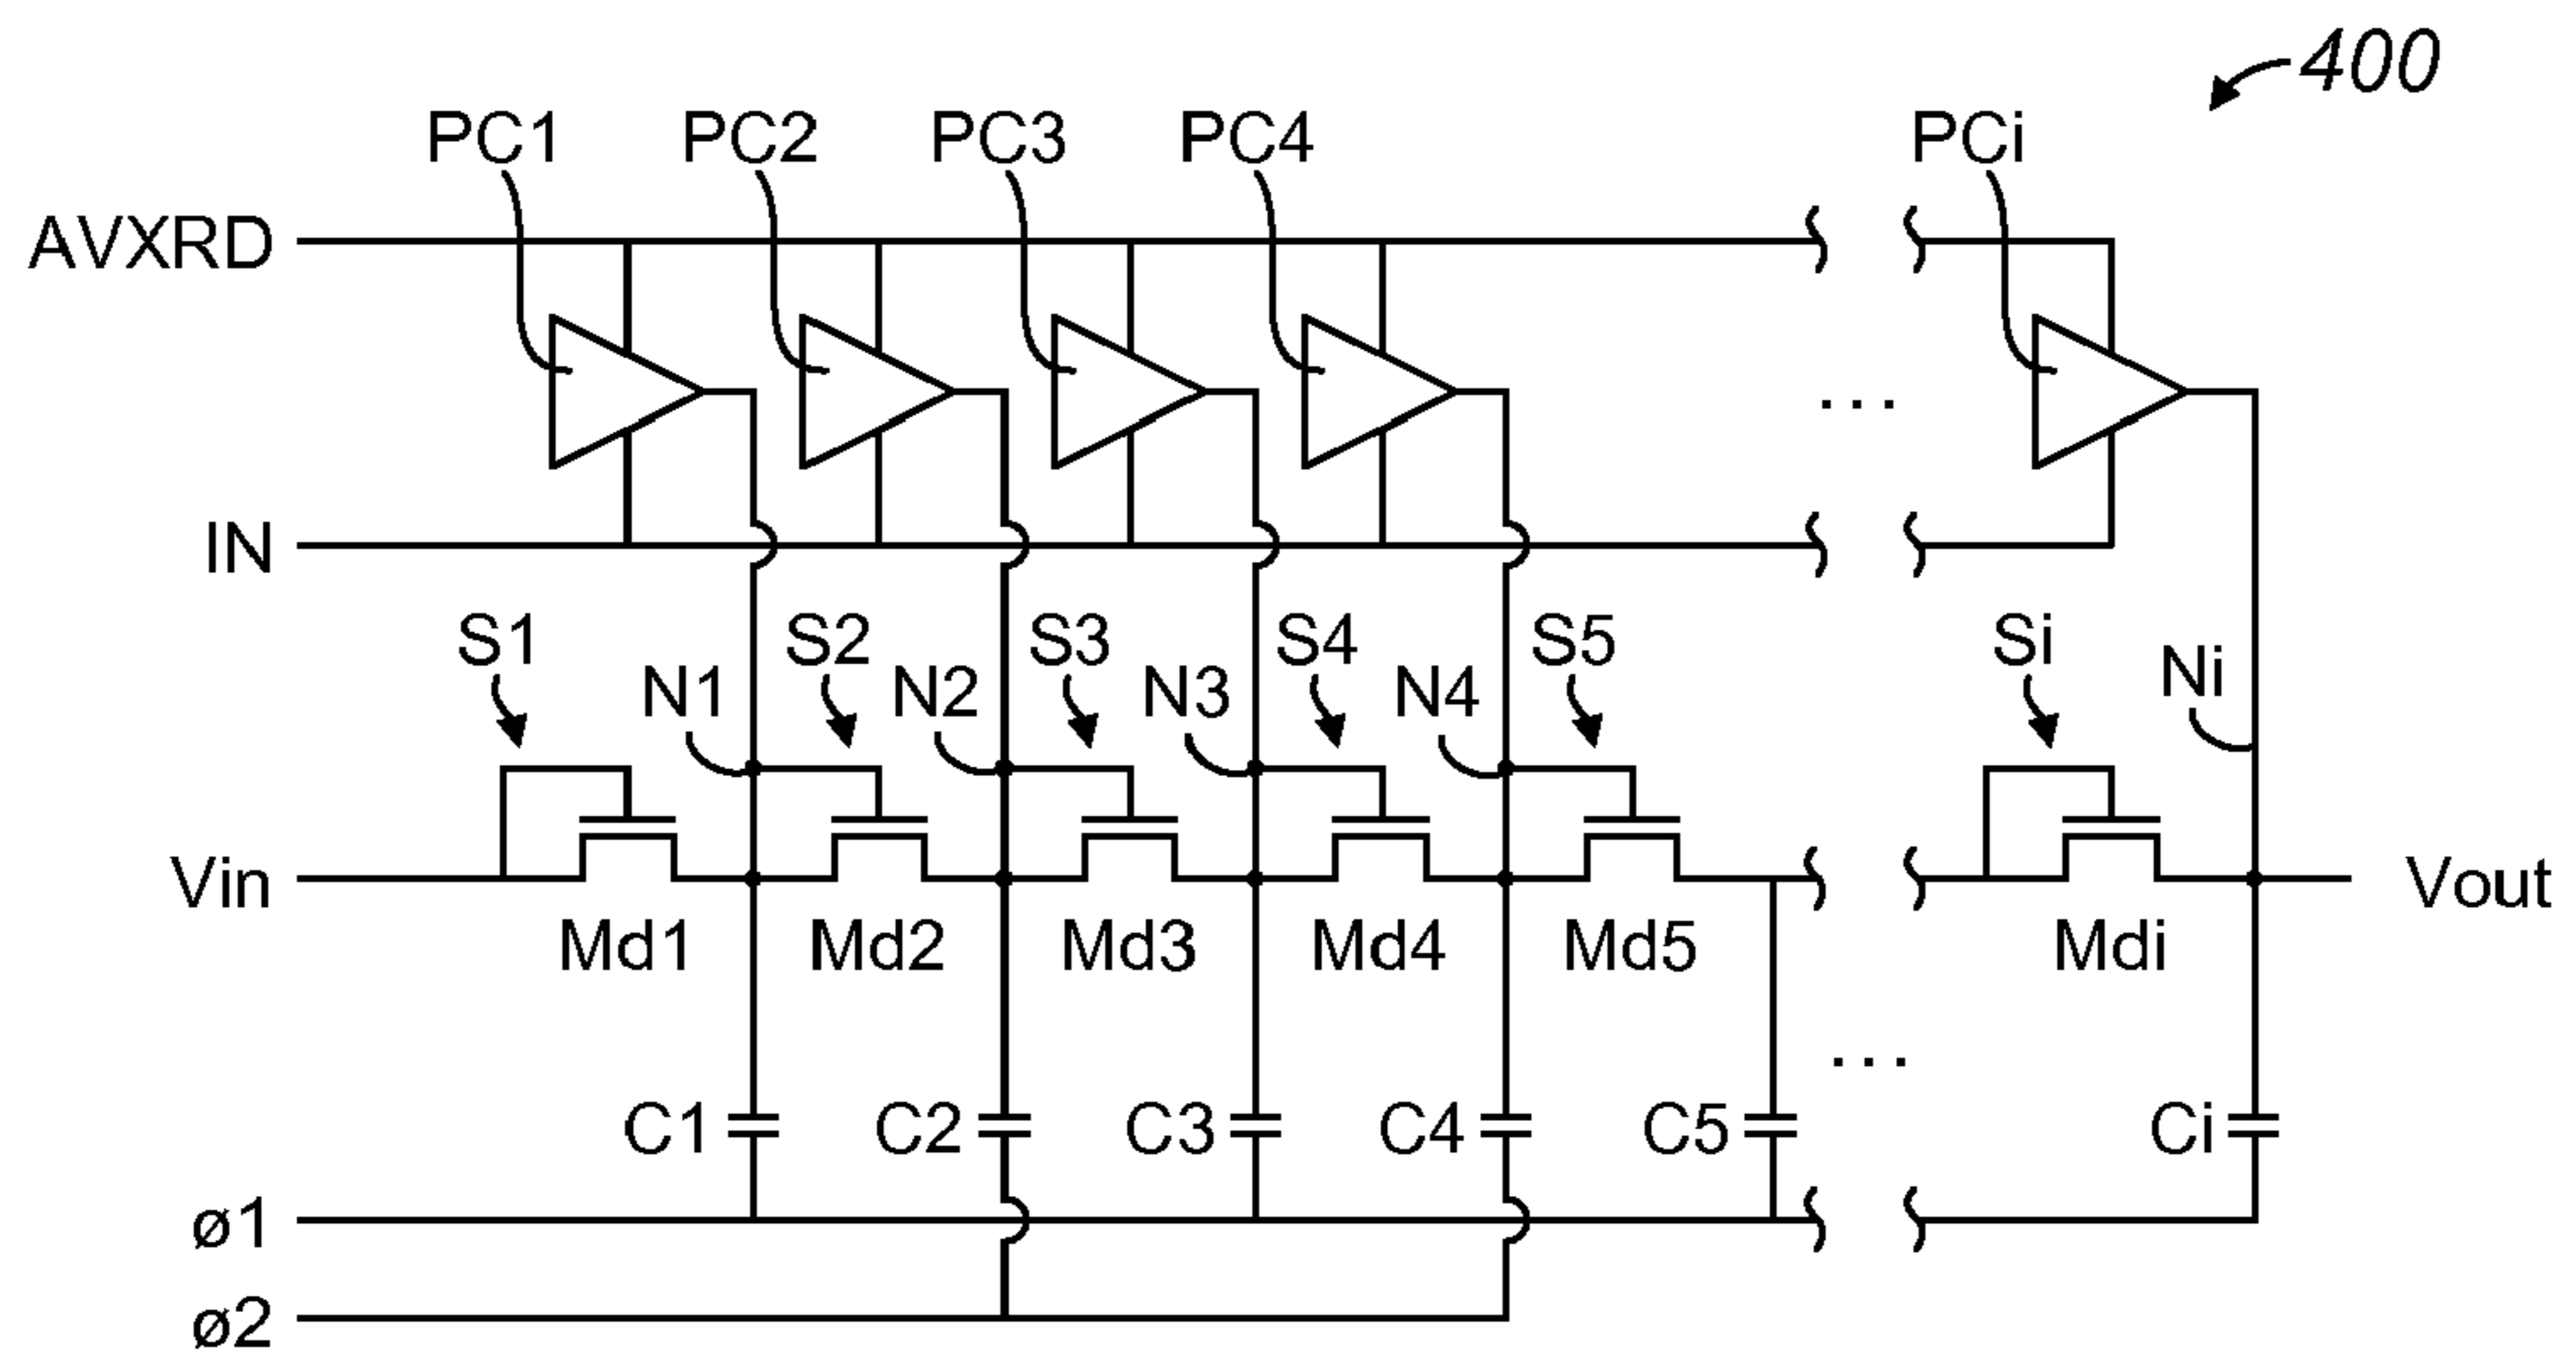 400
PC1 PC2 PC3 PC4 PCi
AVXRD
...
IN
S1 S2 S3 S4 S5 Si
N1 N2 N3 N4 Ni
Vin Vout
Md1 Md2 Md3 Md4 Md5 Mdi
...
C1 C2 C3 C4 C5 Ci
ø1
ø2